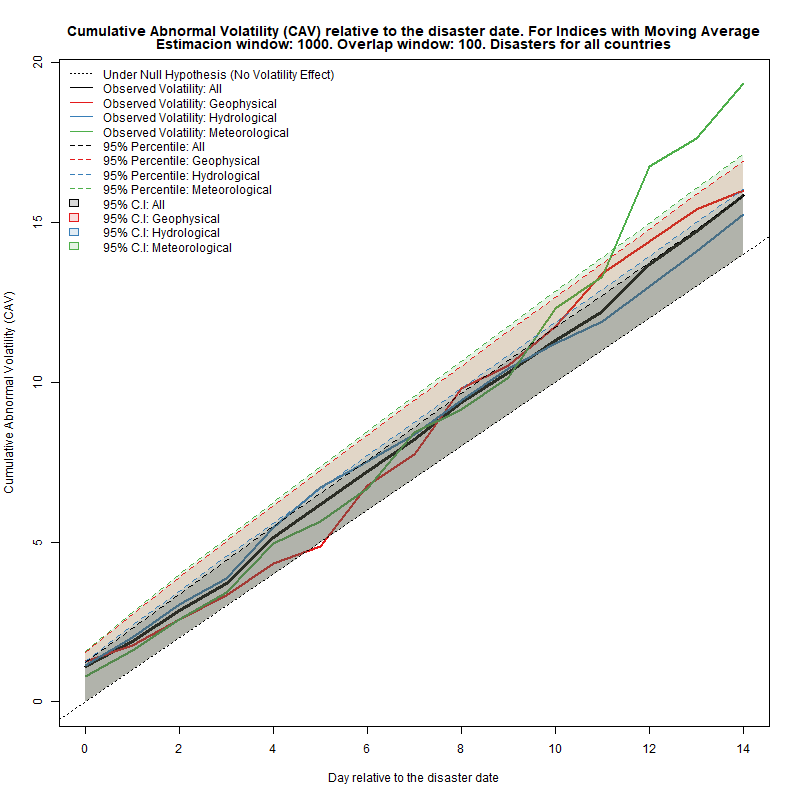 Cumulative Abnormal Volatility (CAV) relative to the disaster date. For Indices with Moving Average
Estimacion window: 1000. Overlap window: 100. Disasters for all countries
Under Null Hypothesis (No Volatility Effect)
Observed Volatility: All
Observed Volatility: Geophysical
Observed Volatility: Hydrological
Observed Volatility: Meteorological
95% Percentile: All
95% Percentile: Geophysical
95% Percentile: Hydrological
95% Percentile: Meteorological
95% C.I: All
95% C.I: Geophysical
95% C.I: Hydrological
95% C.I: Meteorological
Cumulative Abnormal Volatility (CAV)
20
15
10
5
0
0 2 4 6 8 10 12 14
Day relative to the disaster date